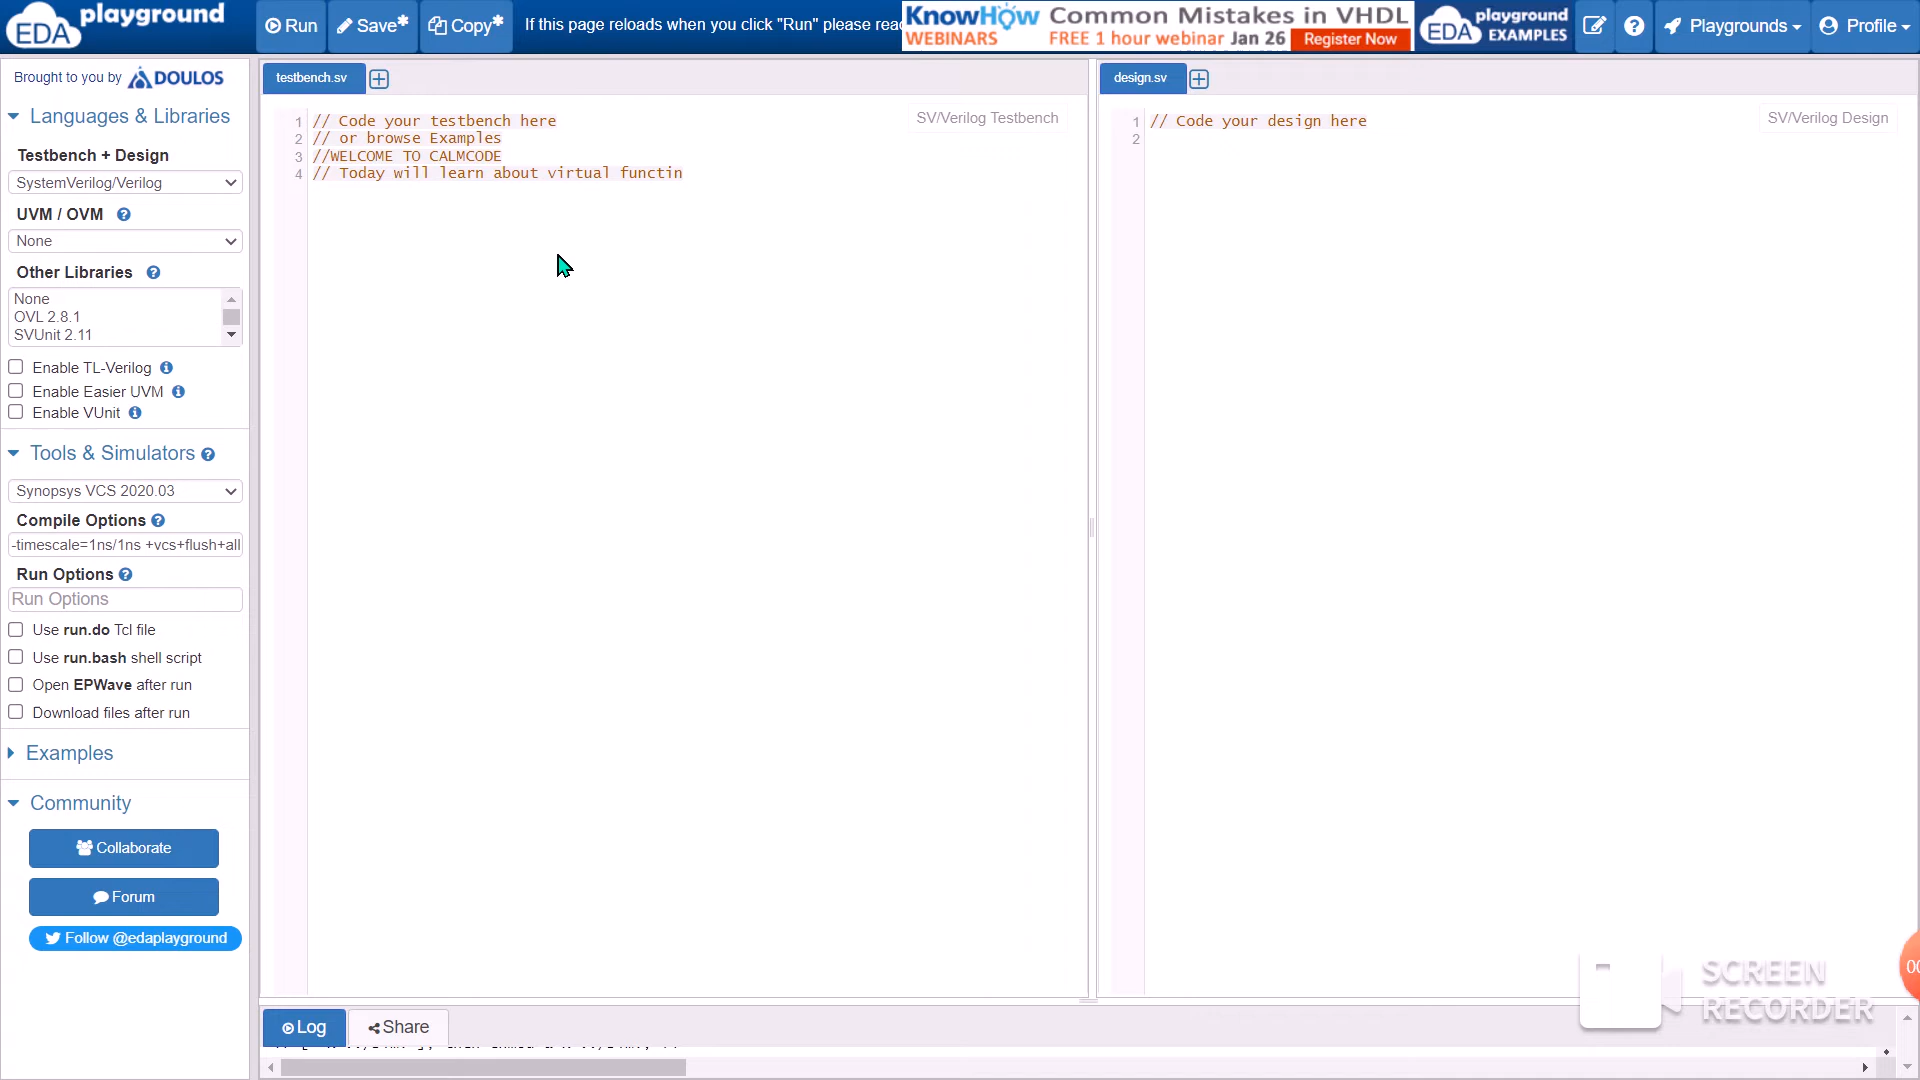 EDA playground
Run
Save*
Copy*
If this page reloads when you click "Run" please rea
KnowHow WEBINARS
Common Mistakes in VHDL
FREE 1 hour webinar Jan 26 Register Now
EDA playground EXAMPLES
Playgrounds
Profile
Brought to you by DOULOS
Languages & Libraries
Testbench + Design
SystemVerilog/Verilog
UVM / OVM
None
Other Libraries
None
OVL 2.8.1
SVUnit 2.11
Enable TL-Verilog
Enable Easier UVM
Enable VUnit
Tools & Simulators
Synopsys VCS 2020.03
Compile Options
-timescale=1ns/1ns +vcs+flush+all
Run Options
Run Options
Use run.do Tcl file
Use run.bash shell script
Open EPWave after run
Download files after run
Examples
Community
Collaborate
Forum
Follow @edaplayground
testbench.sv
SV/Verilog Testbench
1 // Code your testbench here
2 // or browse Examples
3 //WELCOME TO CALMCODE
4 // Today will learn about virtual functin
design.sv
SV/Verilog Design
1 // Code your design here
2
Log
Share
SCREEN
RECORDER
00